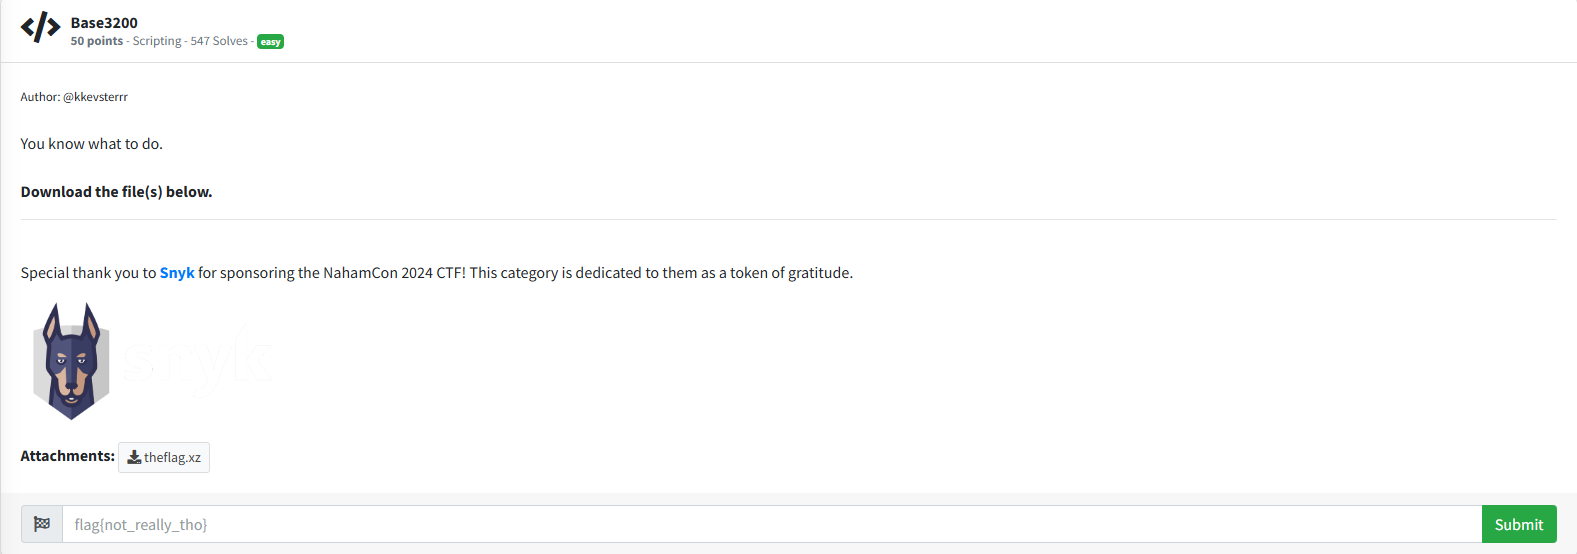 Base3200
50 points - Scripting - 547 Solves - easy
Author: @kkevsterrr
You know what to do.
Download the file(s) below.
Special thank you to Snyk for sponsoring the NahamCon 2024 CTF! This category is dedicated to them as a token of gratitude.
snyk
Attachments: theflag.xz
flag{not_really_tho}
Submit